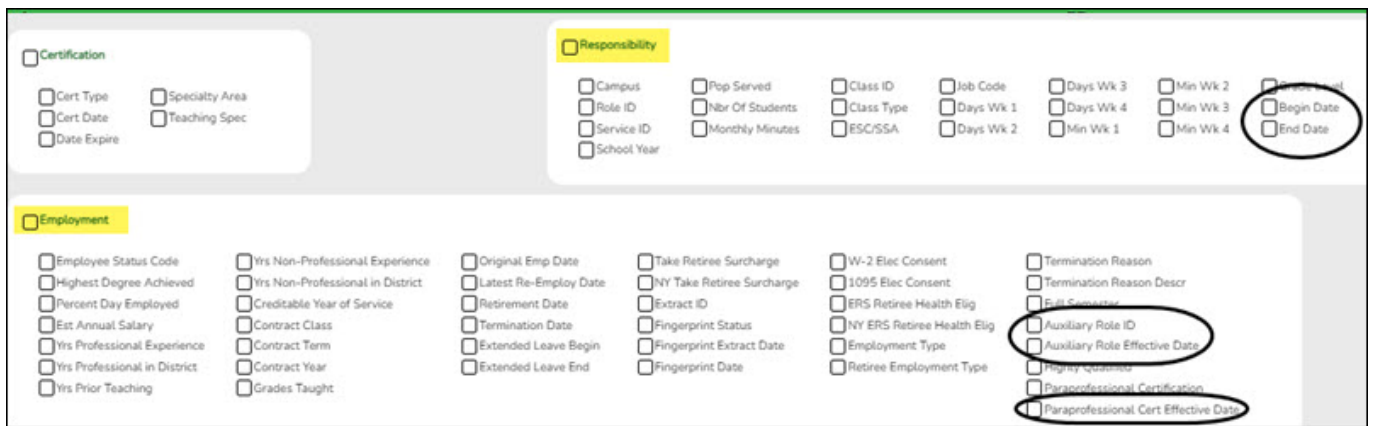 Certification
Cert Type Specialty Area
Cert Date Teaching Spec
Date Expire
Responsibility
Campus Pop Served Class ID Job Code Days Wk 3 Min Wk 2 Grade Level
Role ID Nbr Of Students Class Type Days Wk 1 Days Wk 4 Min Wk 3 Begin Date
Service ID Monthly Minutes ESC/SSA Days Wk 2 Min Wk 1 Min Wk 4 End Date
School Year
Employment
Employee Status Code Yrs Non-Professional Experience Original Emp Date Take Retiree Surcharge W-2 Elec Consent Termination Reason
Highest Degree Achieved Yrs Non-Professional in District Latest Re-Employ Date NY Take Retiree Surcharge 1095 Elec Consent Termination Reason Descr
Percent Day Employed Creditable Year of Service Retirement Date Extract ID ERS Retiree Health Elig Full Semester
Est Annual Salary Contract Class Termination Date Fingerprint Status NY ERS Retiree Health Elig Auxiliary Role ID
Yrs Professional Experience Contract Term Extended Leave Begin Fingerprint Extract Date Employment Type Auxiliary Role Effective Date
Yrs Professional in District Contract Year Extended Leave End Fingerprint Date Retiree Employment Type Highly Qualified
Yrs Prior Teaching Grades Taught Paraprofessional Certification
Paraprofessional Cert Effective Date